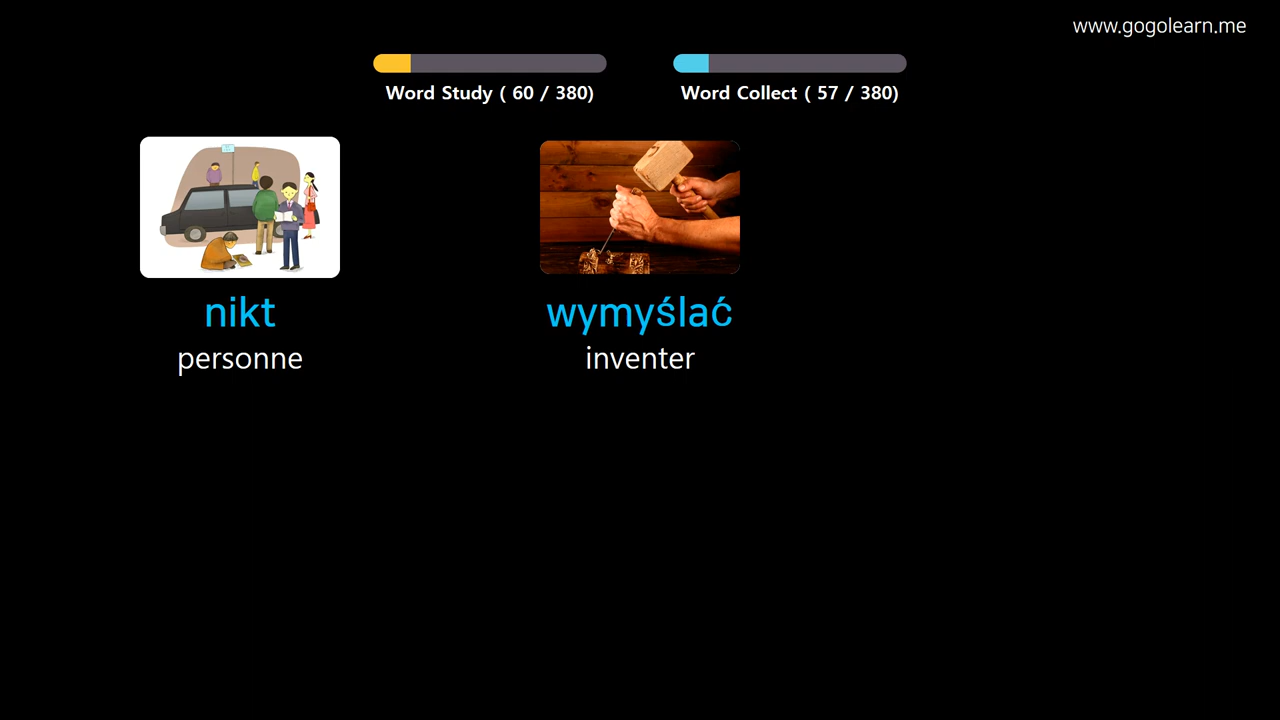 www.gogolearn.me
Word Study ( 60 / 380)
Word Collect ( 57 / 380)
nikt
wymyślać
personne
inventer